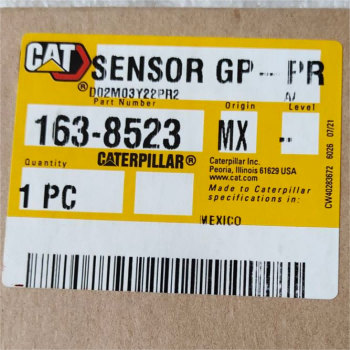 CAT SENSOR GP - PR
® D02M03Y22PR2 A/
Part Number Origin Level
163-8523 MX --
Quantity CATERPILLAR®
1 PC
Caterpillar Inc.
Peoria, Illinois 61629 USA
www.cat.com
Made to Caterpillar
specifications in:
MEXICO
CW40283672 6026 07/21